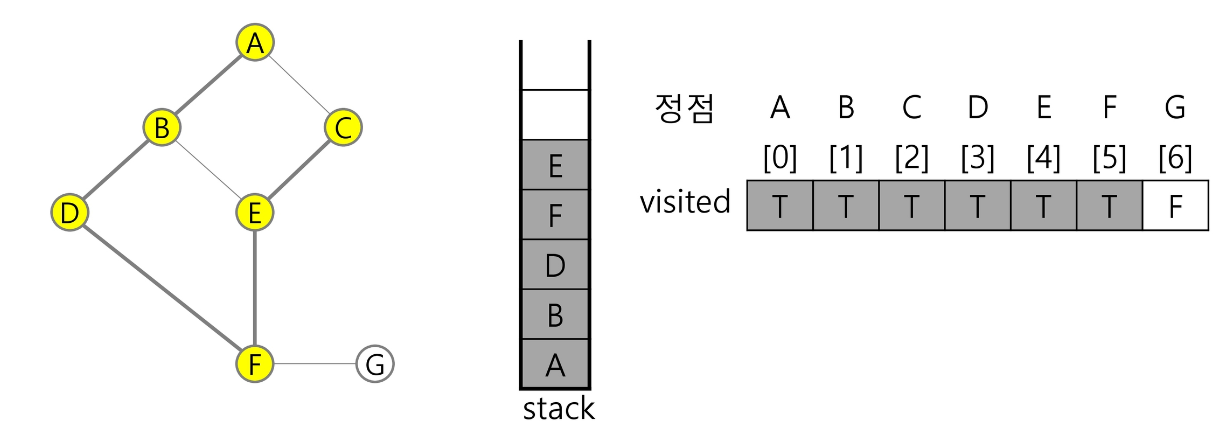 A
B
C
D
E
F
G
E
F
D
B
A
stack
정점 A B C D E F G
[0] [1] [2] [3] [4] [5] [6]
visited T T T T T T F